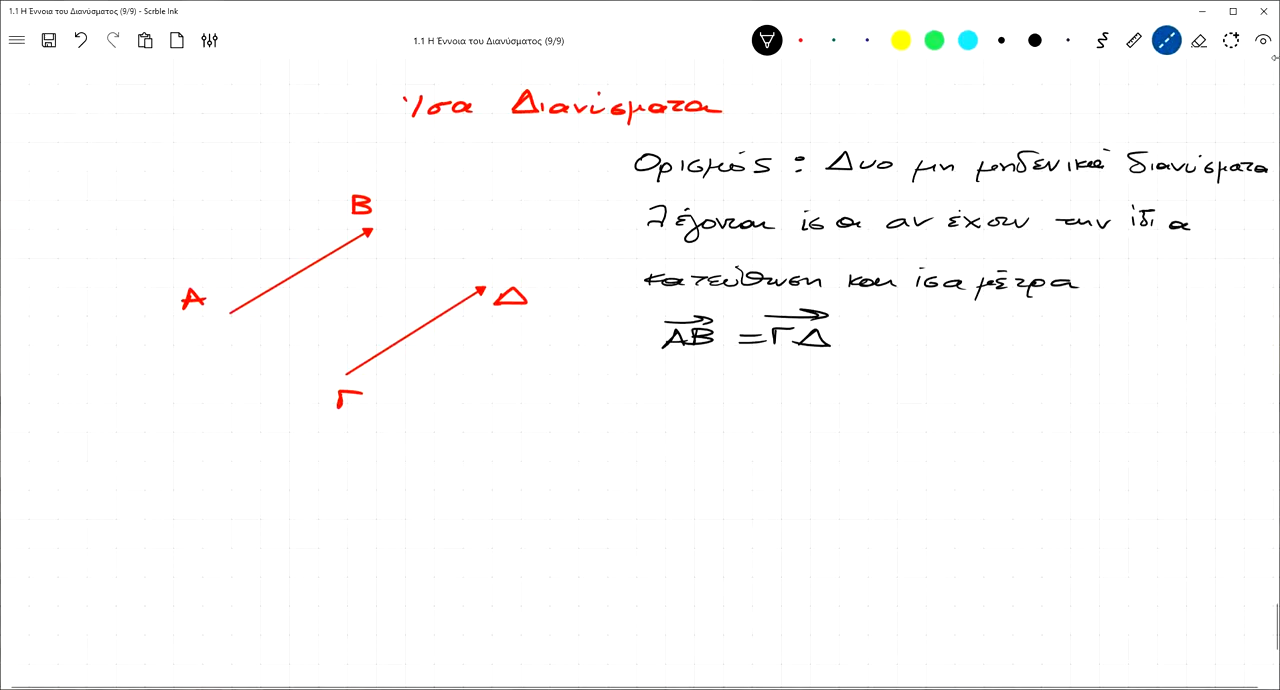 1.1 Η Έννοια του Διανύσματος (9/9) - Scrble Ink
1.1 Η Έννοια του Διανύσματος (9/9)
Ίσα Διανύσματα
Ορισμός : Δυο μη μηδενικά διανύσματα
λέγονται ίσα αν έχουν την ίδια
κατεύθυνση και ίσα μέτρα
AB = ΓΔ
B
A
Δ
Γ